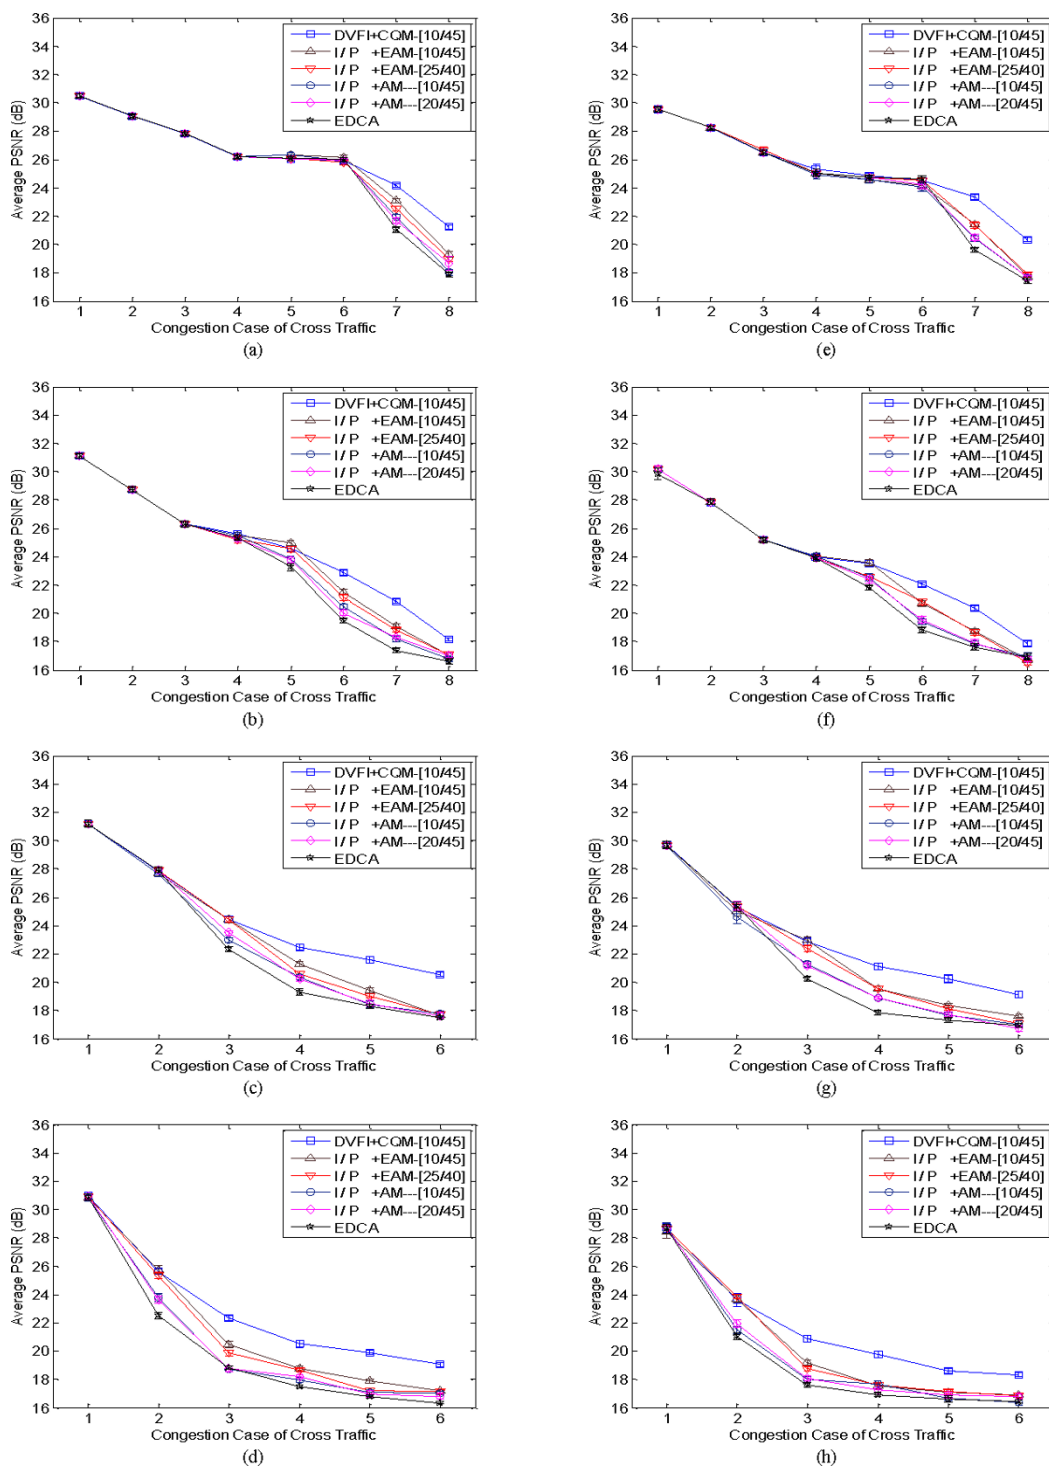 36
34
32
30
28
26
24
22
20
18
16
Average PSNR (dB)
DVFI+CQM-[10/45]
I/P +EAM-[10/45]
I/P +EAM-[25/40]
I/P +AM---[10/45]
I/P +AM---[20/45]
EDCA
1 2 3 4 5 6 7 8
Congestion Case of Cross Traffic
(a)
36
34
32
30
28
26
24
22
20
18
16
Average PSNR (dB)
DVFI+CQM-[10/45]
I/P +EAM-[10/45]
I/P +EAM-[25/40]
I/P +AM---[10/45]
I/P +AM---[20/45]
EDCA
1 2 3 4 5 6 7 8
Congestion Case of Cross Traffic
(e)
36
34
32
30
28
26
24
22
20
18
16
Average PSNR (dB)
DVFI+CQM-[10/45]
I/P +EAM-[10/45]
I/P +EAM-[25/40]
I/P +AM---[10/45]
I/P +AM---[20/45]
EDCA
1 2 3 4 5 6 7 8
Congestion Case of Cross Traffic
(b)
36
34
32
30
28
26
24
22
20
18
16
Average PSNR (dB)
DVFI+CQM-[10/45]
I/P +EAM-[10/45]
I/P +EAM-[25/40]
I/P +AM---[10/45]
I/P +AM---[20/45]
EDCA
1 2 3 4 5 6 7 8
Congestion Case of Cross Traffic
(f)
36
34
32
30
28
26
24
22
20
18
16
Average PSNR (dB)
DVFI+CQM-[10/45]
I/P +EAM-[10/45]
I/P +EAM-[25/40]
I/P +AM---[10/45]
I/P +AM---[20/45]
EDCA
1 2 3 4 5 6
Congestion Case of Cross Traffic
(c)
36
34
32
30
28
26
24
22
20
18
16
Average PSNR (dB)
DVFI+CQM-[10/45]
I/P +EAM-[10/45]
I/P +EAM-[25/40]
I/P +AM---[10/45]
I/P +AM---[20/45]
EDCA
1 2 3 4 5 6
Congestion Case of Cross Traffic
(g)
36
34
32
30
28
26
24
22
20
18
16
Average PSNR (dB)
DVFI+CQM-[10/45]
I/P +EAM-[10/45]
I/P +EAM-[25/40]
I/P +AM---[10/45]
I/P +AM---[20/45]
EDCA
1 2 3 4 5 6
Congestion Case of Cross Traffic
(d)
36
34
32
30
28
26
24
22
20
18
16
Average PSNR (dB)
DVFI+CQM-[10/45]
I/P +EAM-[10/45]
I/P +EAM-[25/40]
I/P +AM---[10/45]
I/P +AM---[20/45]
EDCA
1 2 3 4 5 6
Congestion Case of Cross Traffic
(h)